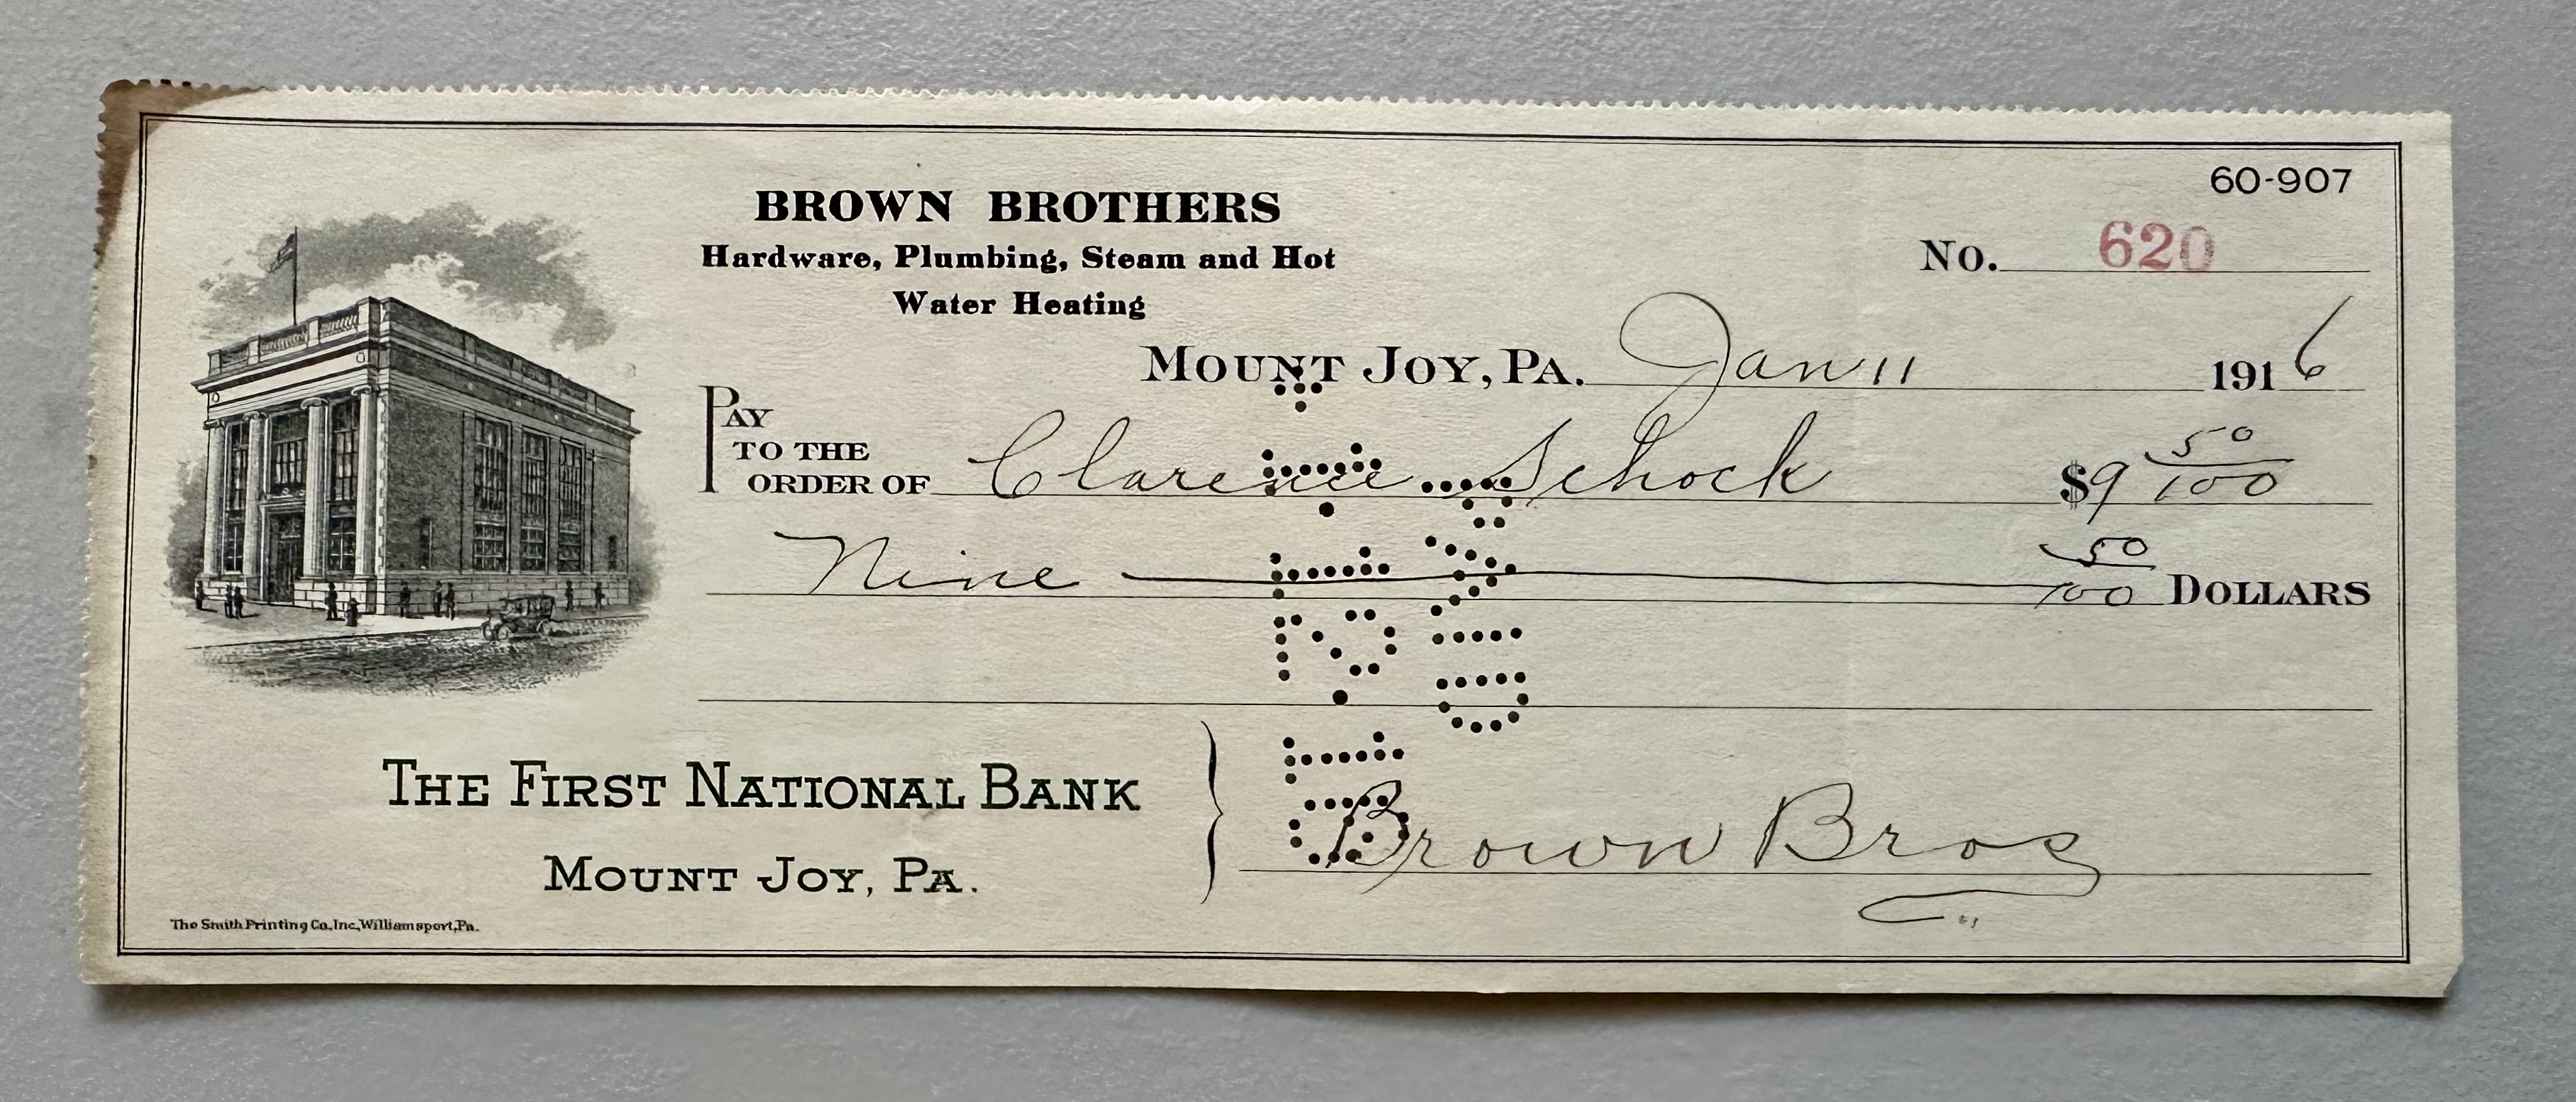 60-907
BROWN BROTHERS
Hardware, Plumbing, Steam and Hot
Water Heating
No. 620
MOUNT JOY, PA. Jan 11 1916
PAY
TO THE
ORDER OF Clarence Schock $9 50/100
Nine 50/100 DOLLARS
THE FIRST NATIONAL BANK
MOUNT JOY, PA.
Brown Bros
The Smith Printing Co., Inc., Williamsport, Pa.